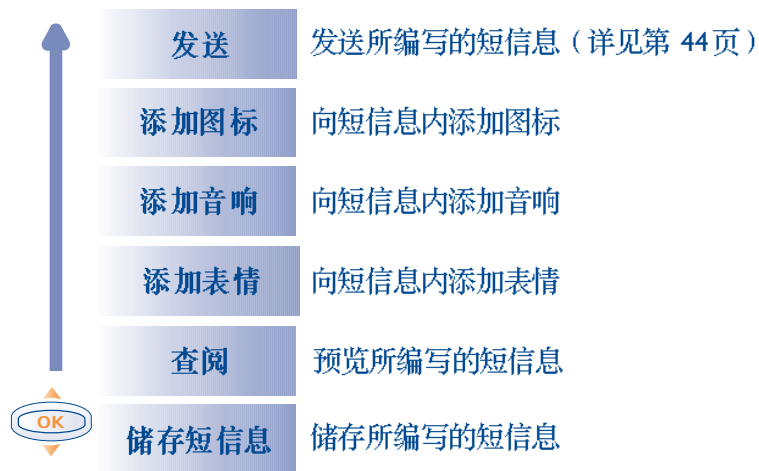 发送 发送所编写的短信息（详见第 44页）
添加图标 向短信息内添加图标
添加音响 向短信息内添加音响
添加表情 向短信息内添加表情
查阅 预览所编写的短信息
OK
储存短信息 储存所编写的短信息